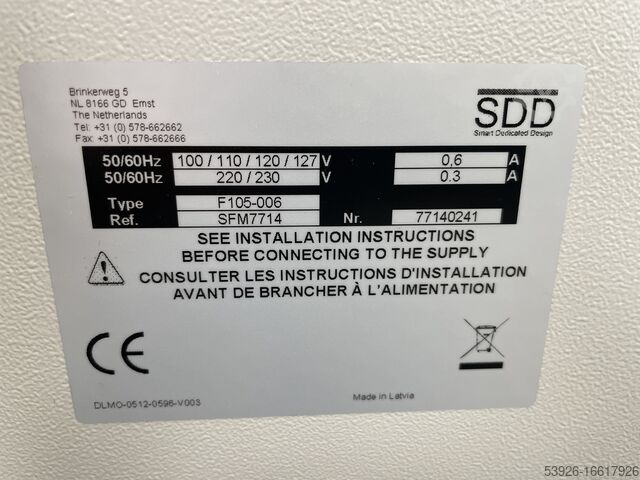 Brinkerweg 5
NL 8166 GD Emst
The Netherlands
Tel: +31 (0) 578-662662
Fax: +31 (0) 578-662666
SDD
Smart Dedicated Design
50/60Hz 100 / 110 / 120 / 127 V 0,6 A
50/60Hz 220 / 230 V 0.3 A
Type F105-006
Ref. SFM7714 Nr. 77140241
SEE INSTALLATION INSTRUCTIONS
BEFORE CONNECTING TO THE SUPPLY
CONSULTER LES INSTRUCTIONS D'INSTALLATION
AVANT DE BRANCHER À L'ALIMENTATION
CE
DLMO-0512-0596-V003
Made in Latvia
53926-16617926